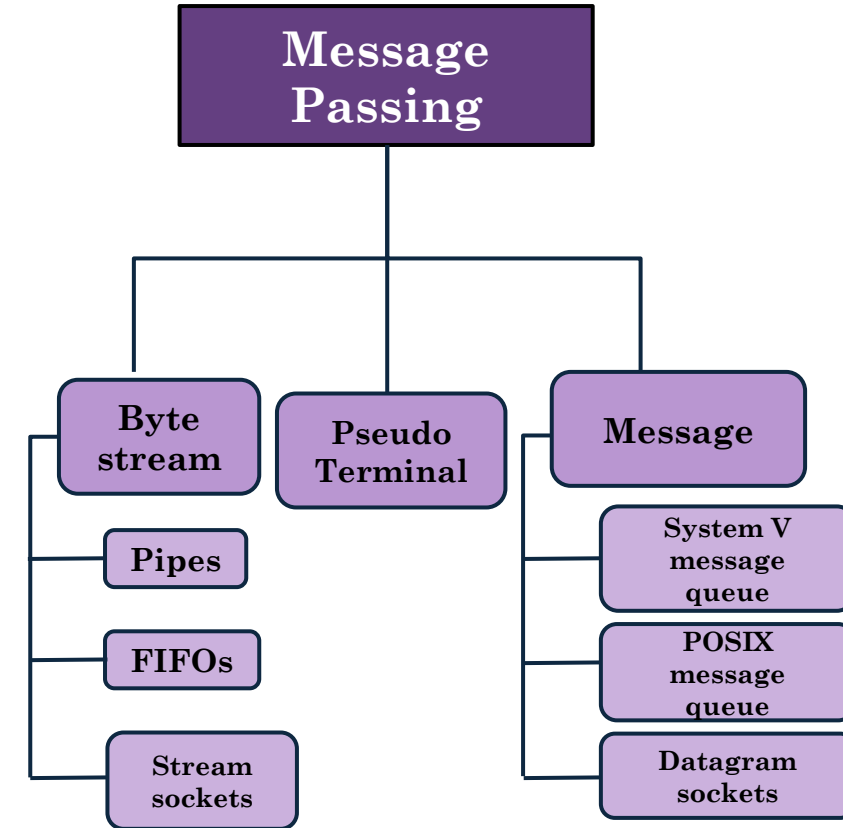 Message
Passing
Byte
stream
Pipes
FIFOs
Stream
sockets
Pseudo
Terminal
Message
System V
message
queue
POSIX
message
queue
Datagram
sockets